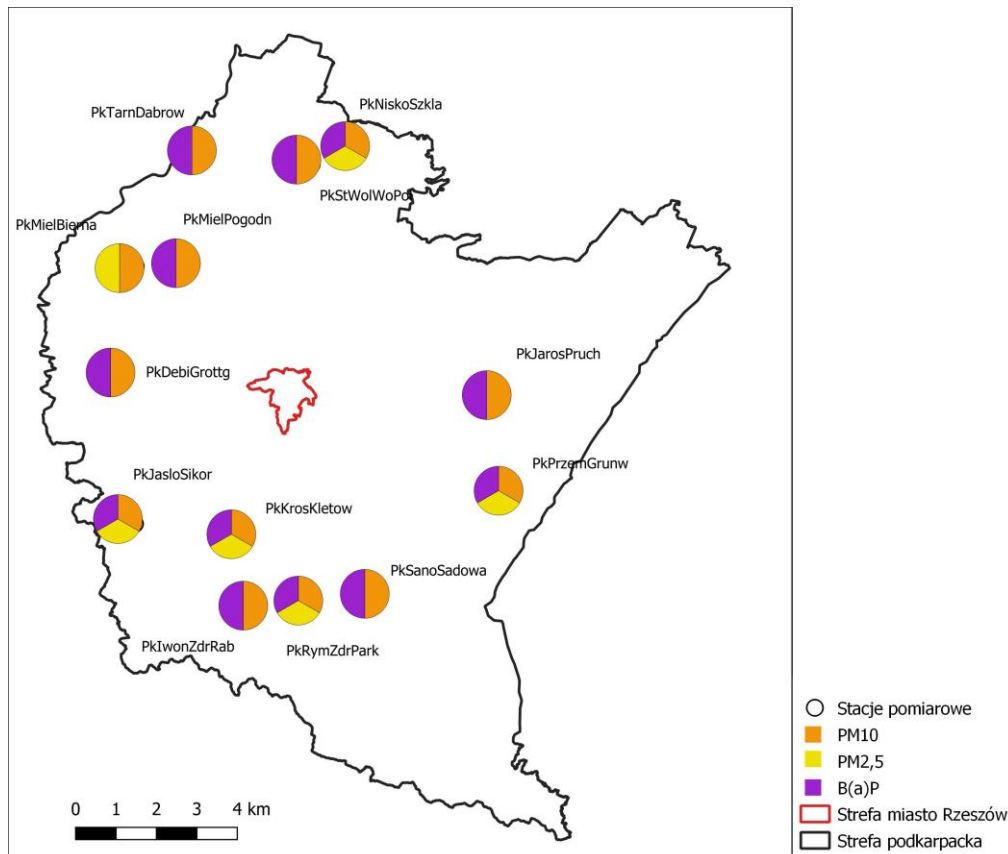 PkNiskoSzkla
PkTarnDabrow
PkStWolWoPol
PkMielBierna
PkMielPogodn
PkJarosPruch
PkDebiGrottg
PkPrzemGrunw
PkJasloSikor
PkKrosKletow
PkSanoSadowa
PkIwonZdrRab
PkRymZdrPark
Stacje pomiarowe
PM10
PM2,5
B(a)P
Strefa miasto Rzeszów
Strefa podkarpacka
0 1 2 3 4 km